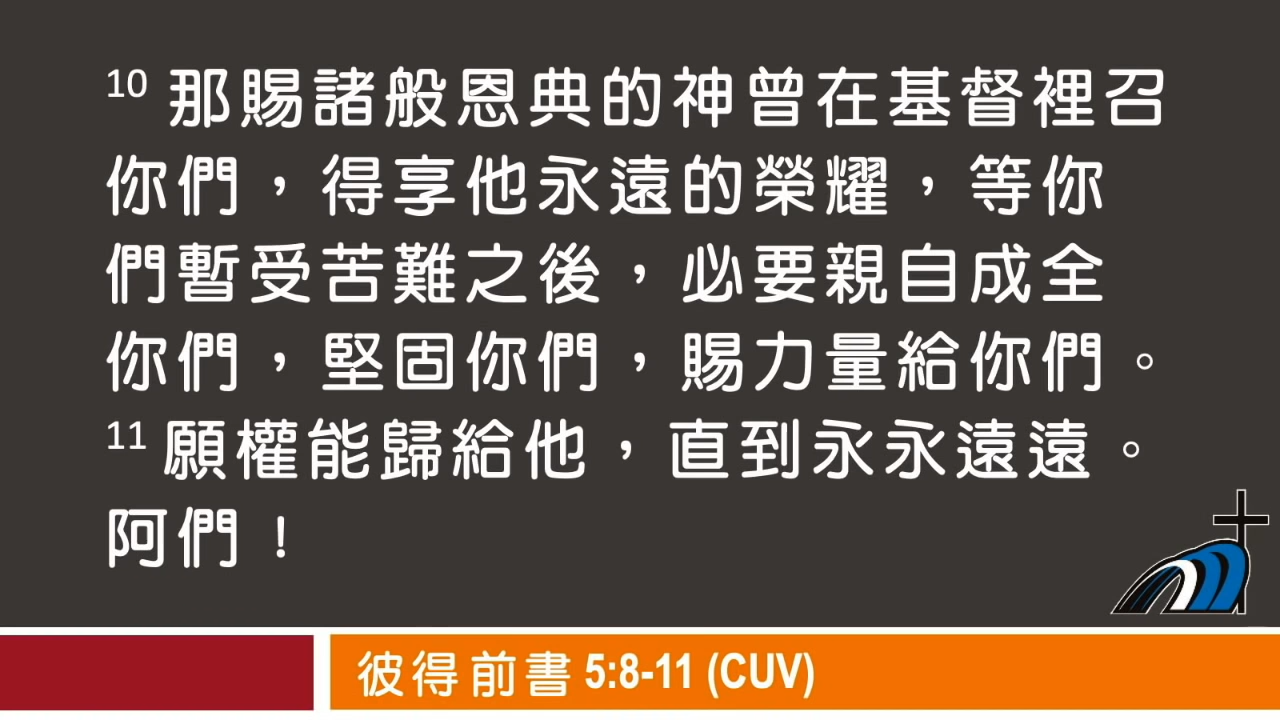 10 那賜諸般恩典的神曾在基督裡召
你們，得享他永遠的榮耀，等你
們暫受苦難之後，必要親自成全
你們，堅固你們，賜力量給你們。
11 願權能歸給他，直到永永遠遠。
阿們！
彼得前書 5:8-11 (CUV)